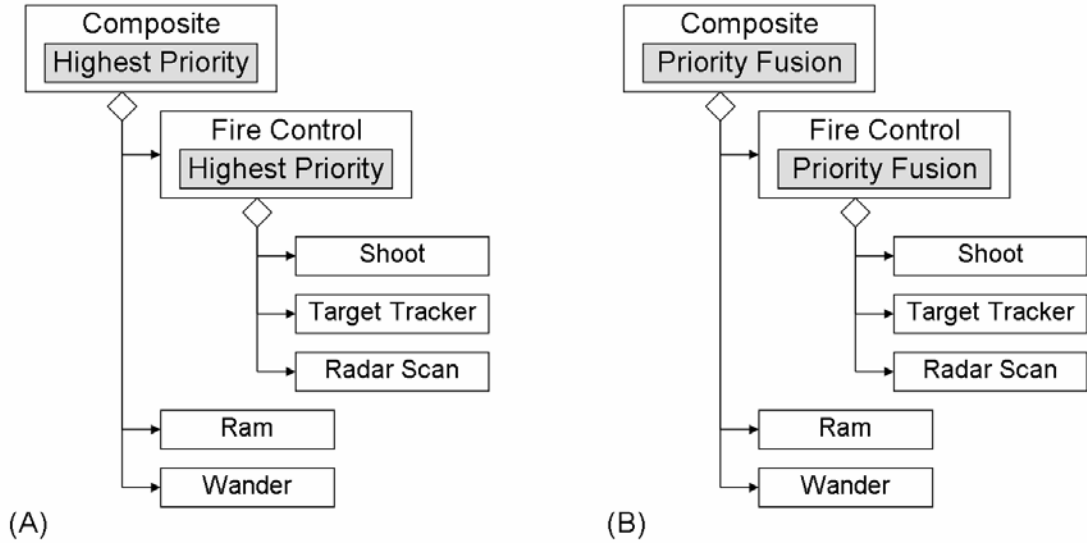 Composite
Highest Priority
Fire Control
Highest Priority
Shoot
Target Tracker
Radar Scan
Ram
Wander
(A)
Composite
Priority Fusion
Fire Control
Priority Fusion
Shoot
Target Tracker
Radar Scan
Ram
Wander
(B)